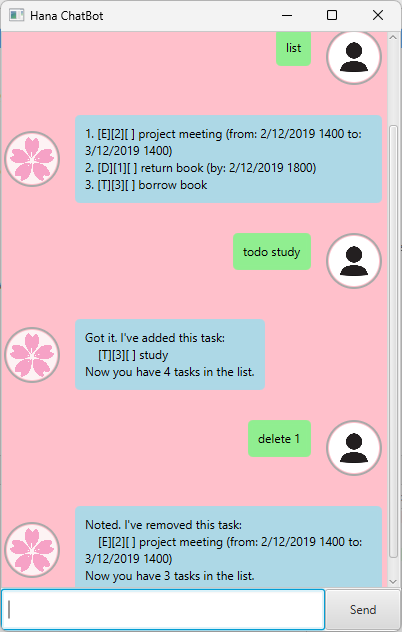 Hana ChatBot
list
1. [E][2][ ] project meeting (from: 2/12/2019 1400 to:
3/12/2019 1400)
2. [D][1][ ] return book (by: 2/12/2019 1800)
3. [T][3][ ] borrow book
todo study
Got it. I've added this task:
    [T][3][ ] study
Now you have 4 tasks in the list.
delete 1
Noted. I've removed this task:
    [E][2][ ] project meeting (from: 2/12/2019 1400 to:
3/12/2019 1400)
Now you have 3 tasks in the list.
Send